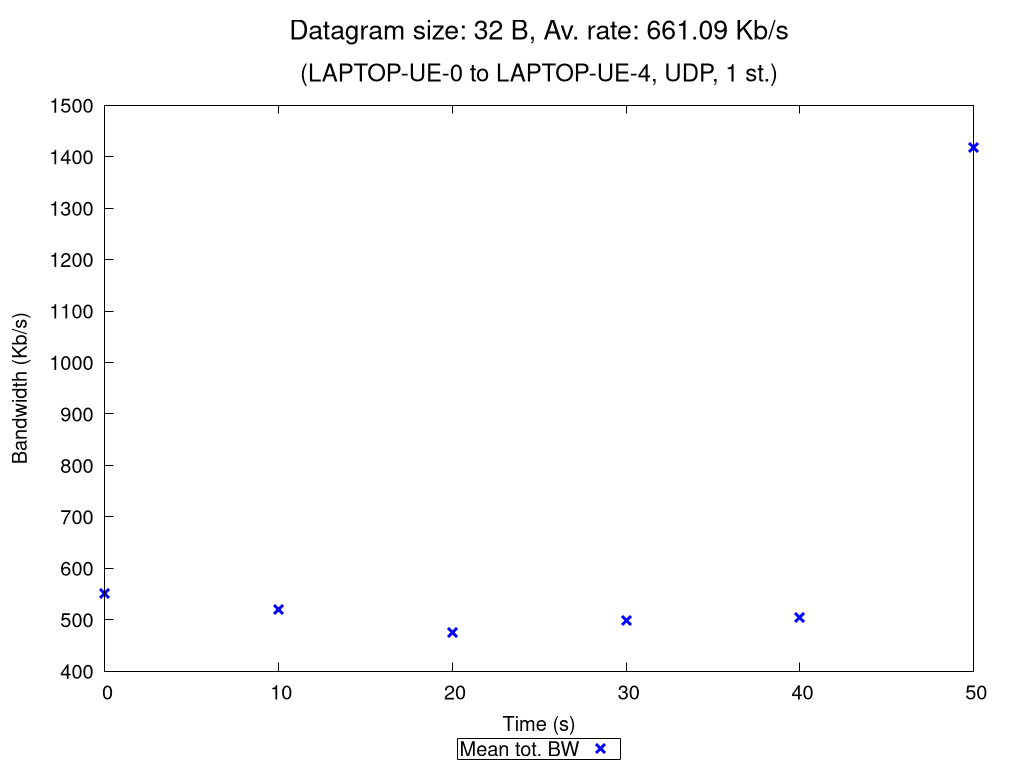 Datagram size: 32 B, Av. rate: 661.09 Kb/s
(LAPTOP-UE-0 to LAPTOP-UE-4, UDP, 1 st.)
1500
1400
1300
1200
1100
1000
900
800
700
600
500
400
Bandwidth (Kb/s)
0 10 20 30 40 50
Time (s)
Mean tot. BW